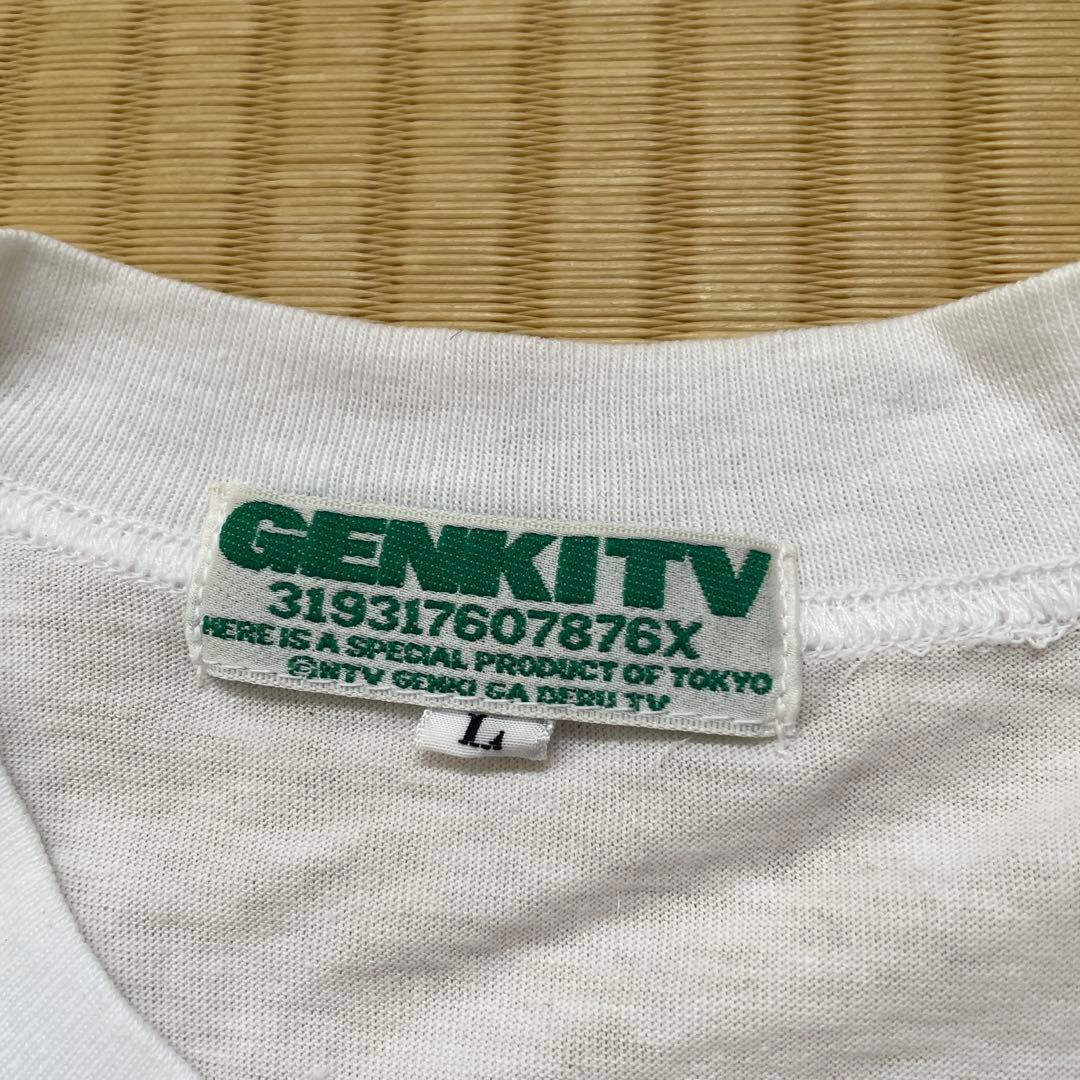 GENKITV
319317607876X
HERE IS A SPECIAL PRODUCT OF TOKYO
©NTV GENKI GA DERU TV
L